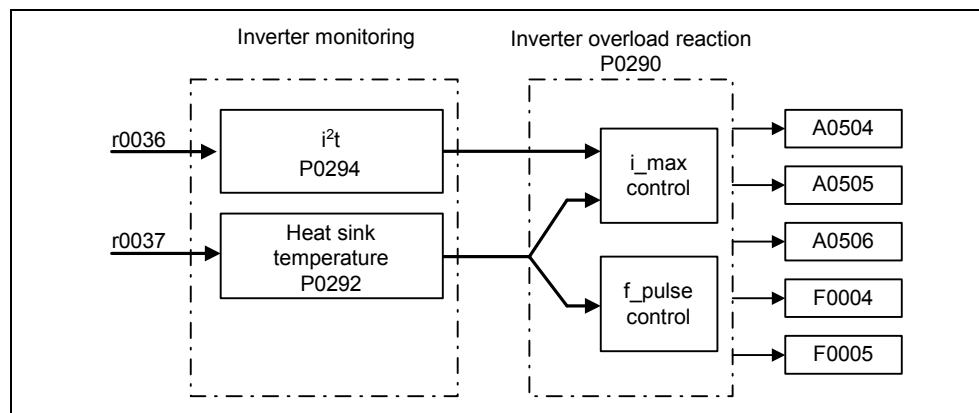 Inverter monitoring
Inverter overload reaction
P0290
r0036
i²t
P0294
i_max
control
A0504
A0505
r0037
Heat sink
temperature
P0292
f_pulse
control
A0506
F0004
F0005